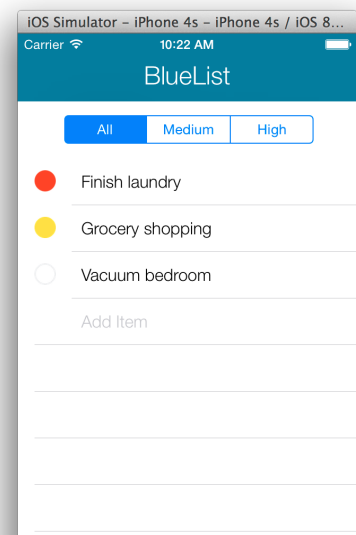 iOS Simulator – iPhone 4s – iPhone 4s / iOS 8...
Carrier 10:22 AM
BlueList
All Medium High
Finish laundry
Grocery shopping
Vacuum bedroom
Add Item